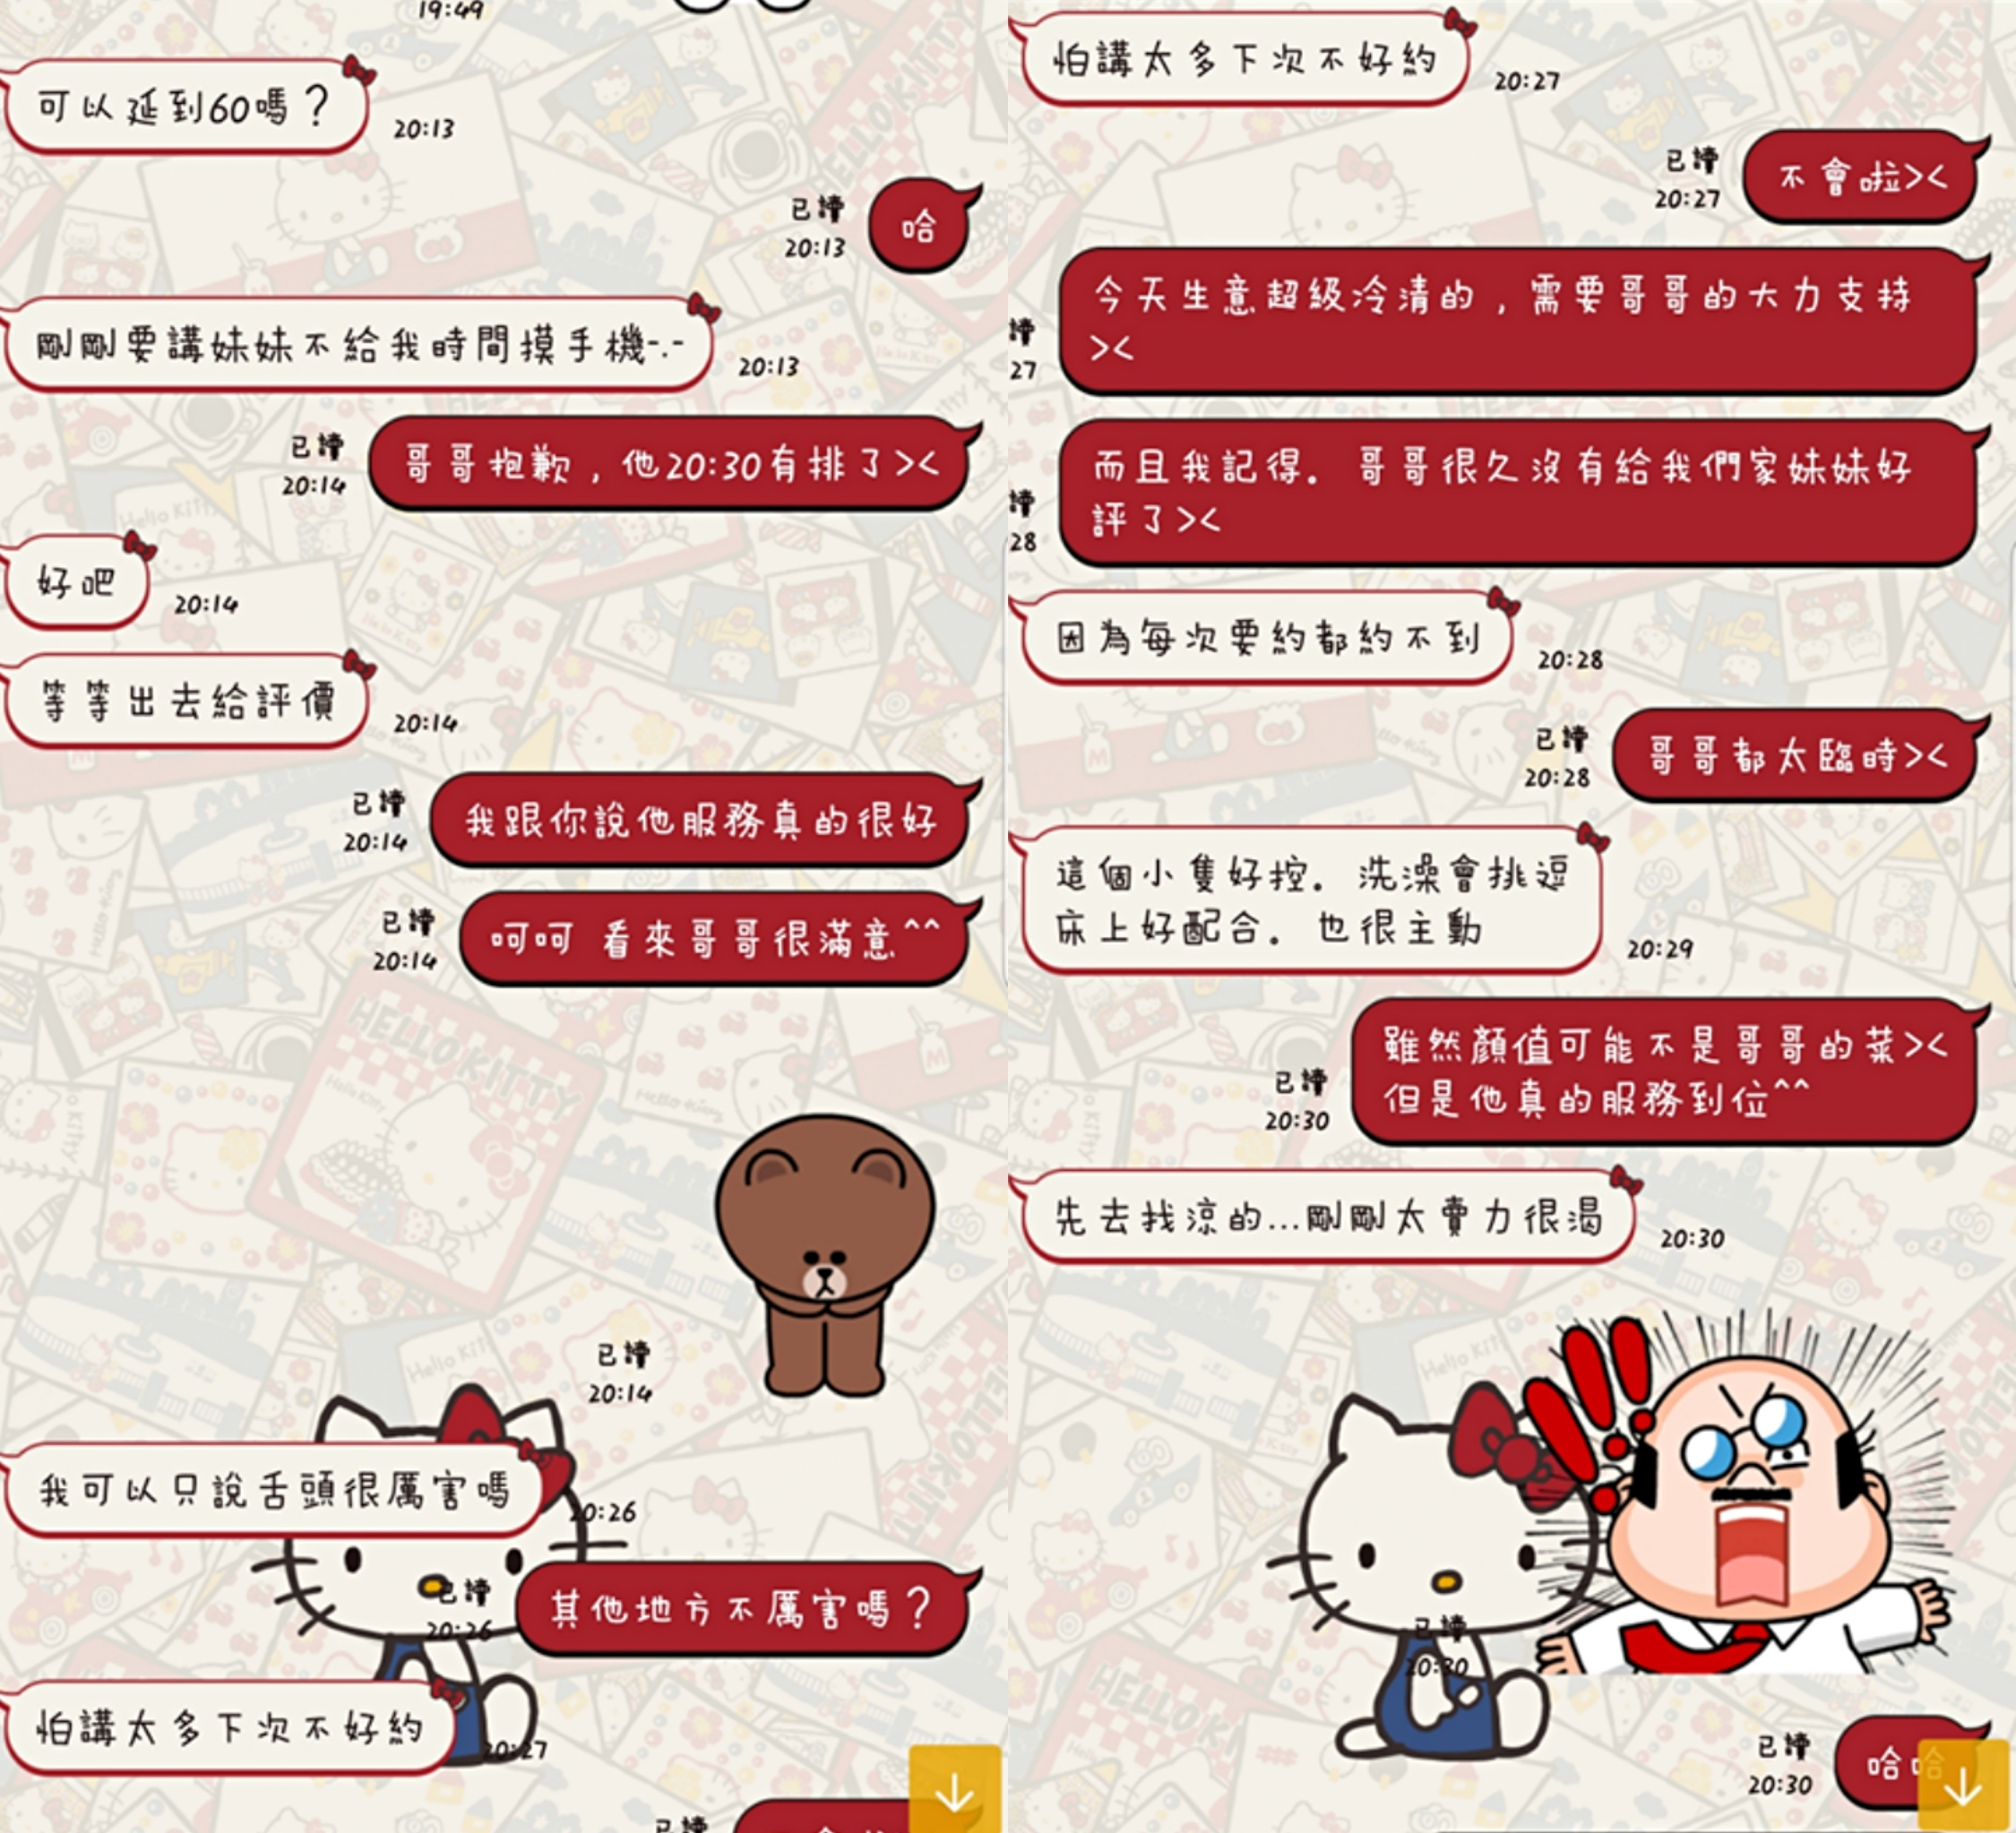 19:49
可以延到60嗎？
20:13
哈
已讀
20:13
剛剛要講妹妹不給我時間摸手機-.-
20:13
哥哥抱歉，他20:30有排了><
已讀
20:14
好吧
20:14
等等出去給評價
20:14
我跟你說他服務真的很好
已讀
20:14
呵呵 看來哥哥很滿意^^
已讀
20:14
已讀
20:14
我可以只說舌頭很厲害嗎
20:26
其他地方不厲害嗎？
已讀
20:26
怕講太多下次不好約
20:27
已讀
怕講太多下次不好約
20:27
不會啦><
已讀
20:27
今天生意超級冷清的，需要哥哥的大力支持
><
讀
27
而且我記得。哥哥很久沒有給我們家妹妹好
評了><
讀
28
因為每次要約都約不到
20:28
哥哥都太臨時><
已讀
20:28
這個小隻好控。洗澡會挑逗
床上好配合。也很主動
20:29
雖然顏值可能不是哥哥的菜><
但是他真的服務到位^^
已讀
20:30
先去找涼的...剛剛太賣力很渴
20:30
已讀
20:30
哈哈
已讀
20:30